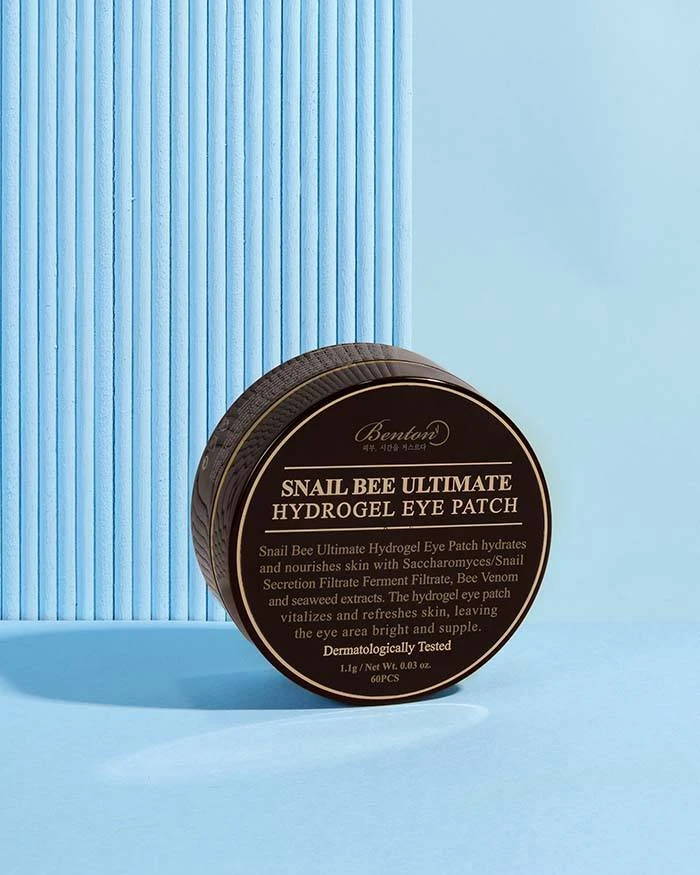 Benton
피부, 시간을 거스르다
SNAIL BEE ULTIMATE
HYDROGEL EYE PATCH
Snail Bee Ultimate Hydrogel Eye Patch hydrates
and nourishes skin with Saccharomyces/Snail
Secretion Filtrate Ferment Filtrate, Bee Venom
and seaweed extracts. The hydrogel eye patch
vitalizes and refreshes skin, leaving
the eye area bright and supple.
Dermatologically Tested
1.1g / Net Wt. 0.03 oz.
60PCS